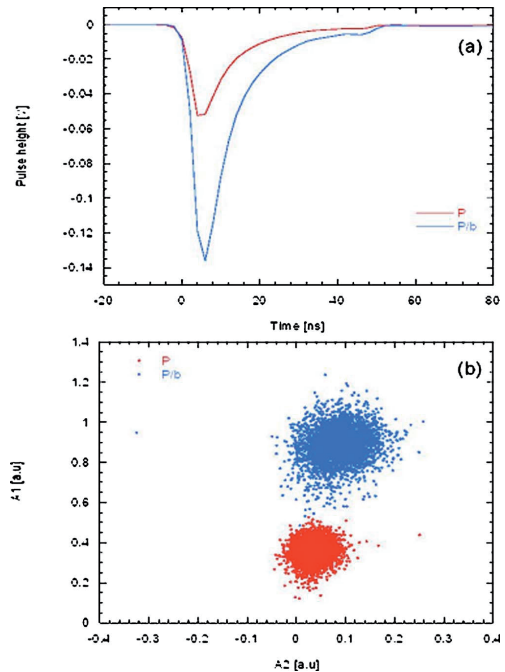 0
-0.02
-0.04
-0.06
-0.08
-0.1
-0.12
-0.14
Pulse height [v]
(a)
P
P/b
-20 0 20 40 60 80
Time [ns]
1.4
1.2
1
0.8
0.6
0.4
0.2
0
A1 [a.u]
P
P/b
(b)
-0.4 -0.3 -0.2 -0.1 0 0.1 0.2 0.3 0.4
A2 [a.u]